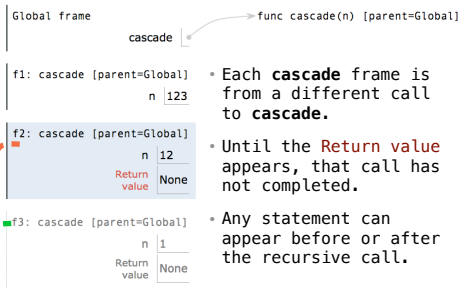 Global frame
func cascade(n) [parent=Global]
cascade
f1: cascade [parent=Global]
n 123
f2: cascade [parent=Global]
n 12
Return
value None
f3: cascade [parent=Global]
n 1
Return
value None
• Each cascade frame is
from a different call
to cascade.
• Until the Return value
appears, that call has
not completed.
• Any statement can
appear before or after
the recursive call.